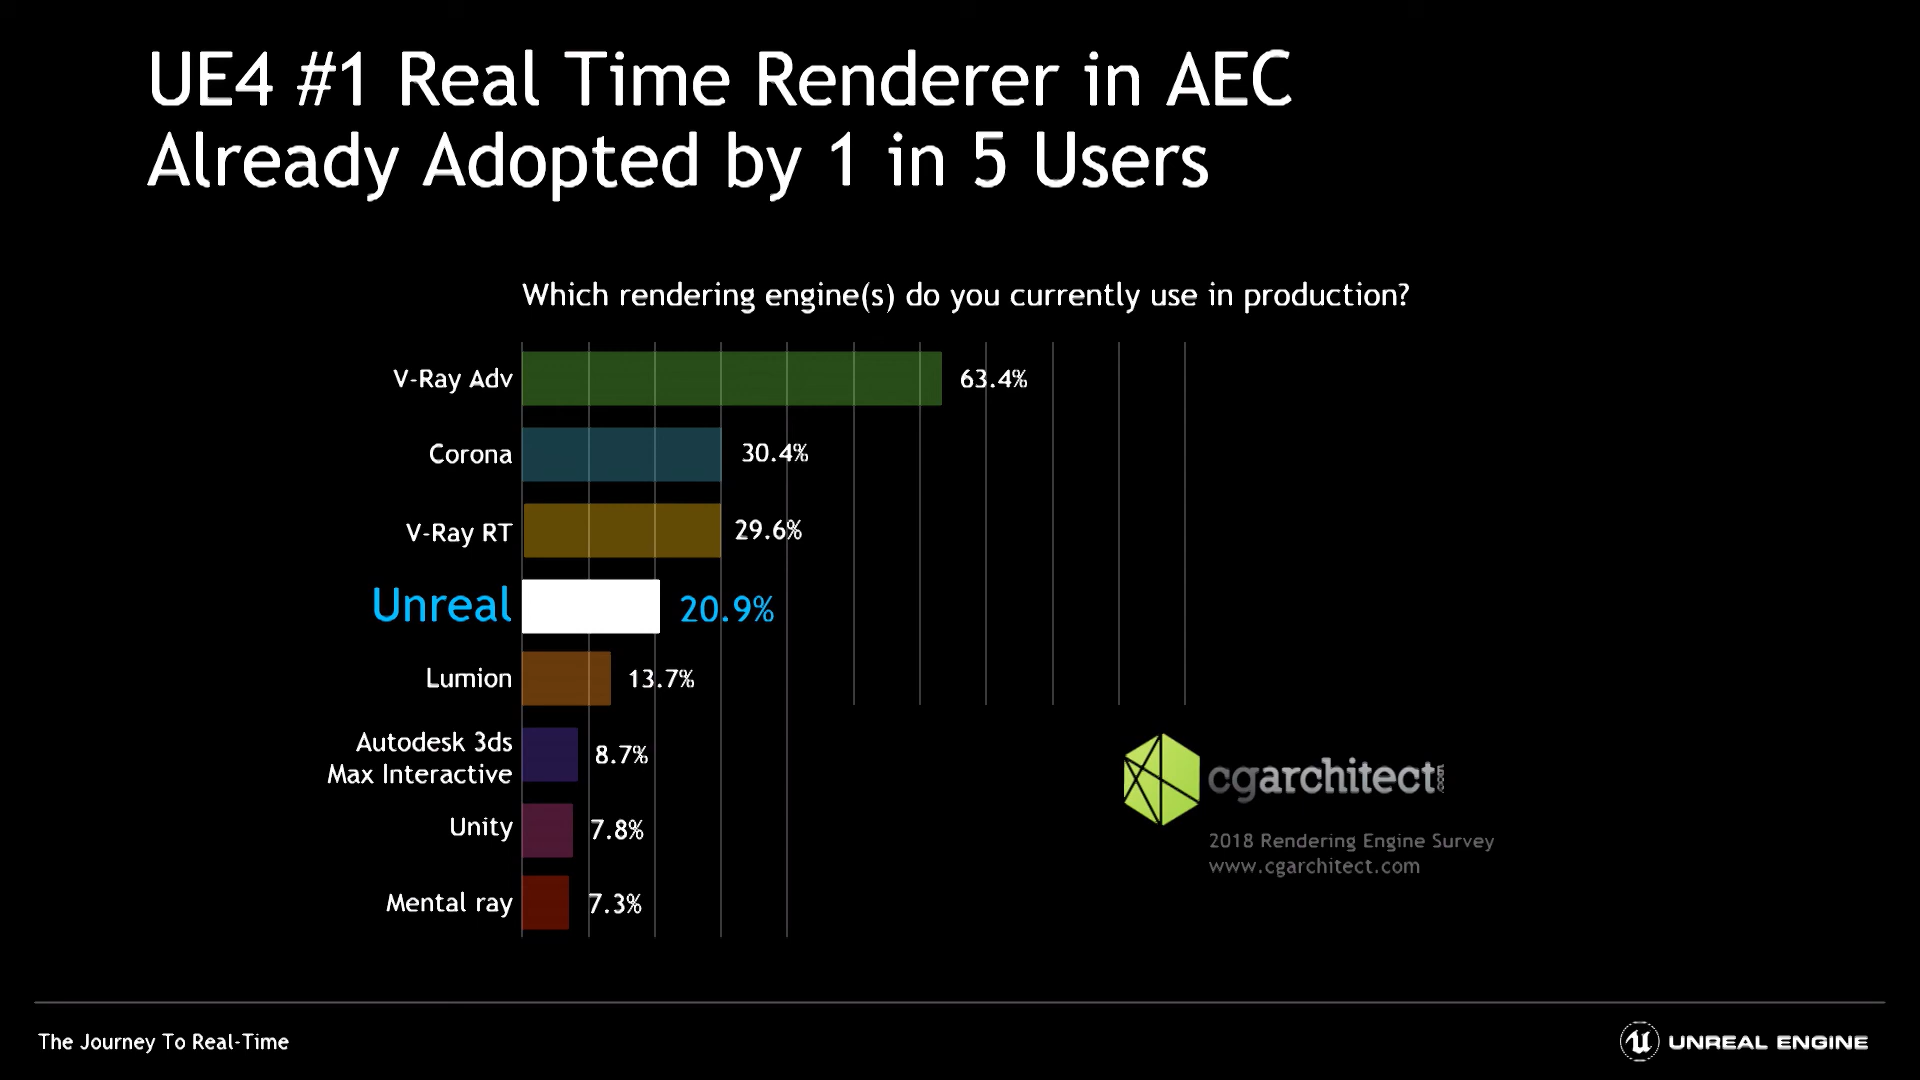 UE4 #1 Real Time Renderer in AEC
Already Adopted by 1 in 5 Users
Which rendering engine(s) do you currently use in production?
V-Ray Adv 63.4%
Corona 30.4%
V-Ray RT 29.6%
Unreal 20.9%
Lumion 13.7%
Autodesk 3ds
Max Interactive 8.7%
Unity 7.8%
Mental ray 7.3%
cgarchitect.com
2018 Rendering Engine Survey
www.cgarchitect.com
The Journey To Real-Time
UNREAL ENGINE